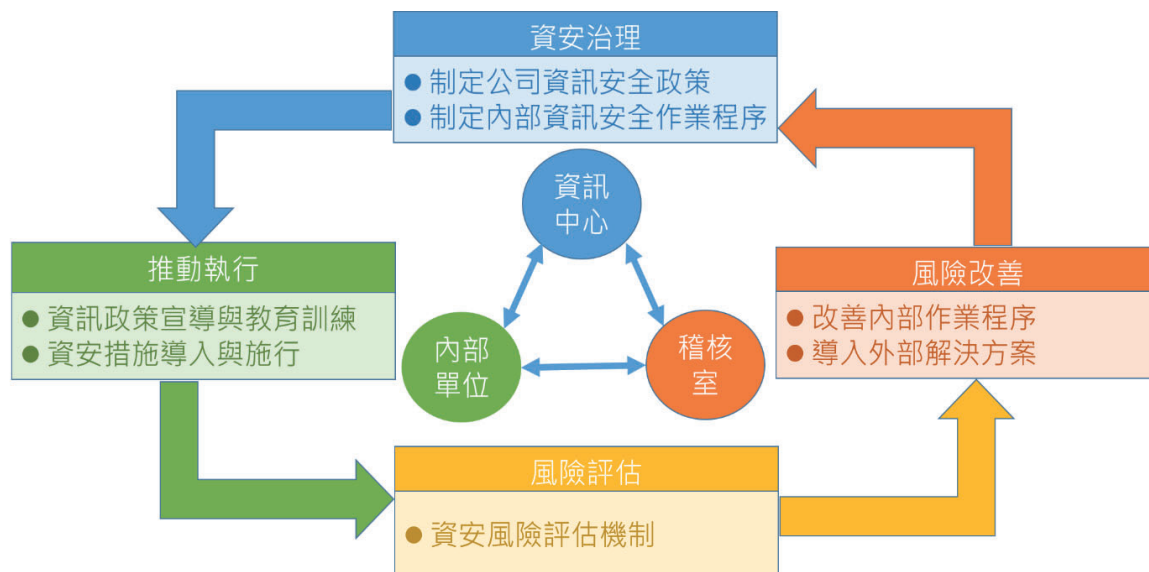 資安治理
● 制定公司資訊安全政策
● 制定內部資訊安全作業程序
資訊
中心
推動執行
● 資訊政策宣導與教育訓練
● 資安措施導入與施行
內部
單位
稽核
室
風險改善
● 改善內部作業程序
● 導入外部解決方案
風險評估
● 資安風險評估機制